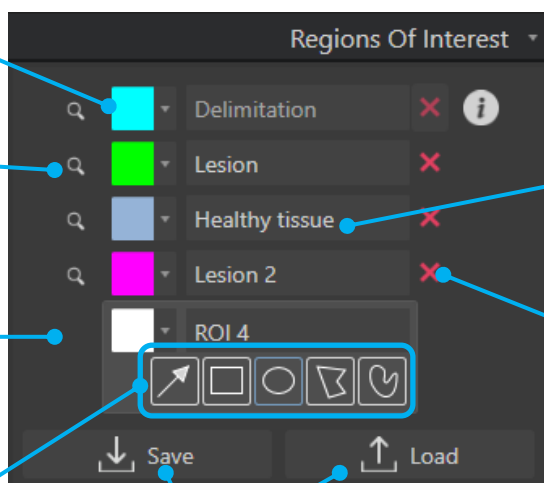 Regions Of Interest
Delimitation
i
Lesion
Healthy tissue
Lesion 2
ROI 4
Save
Load